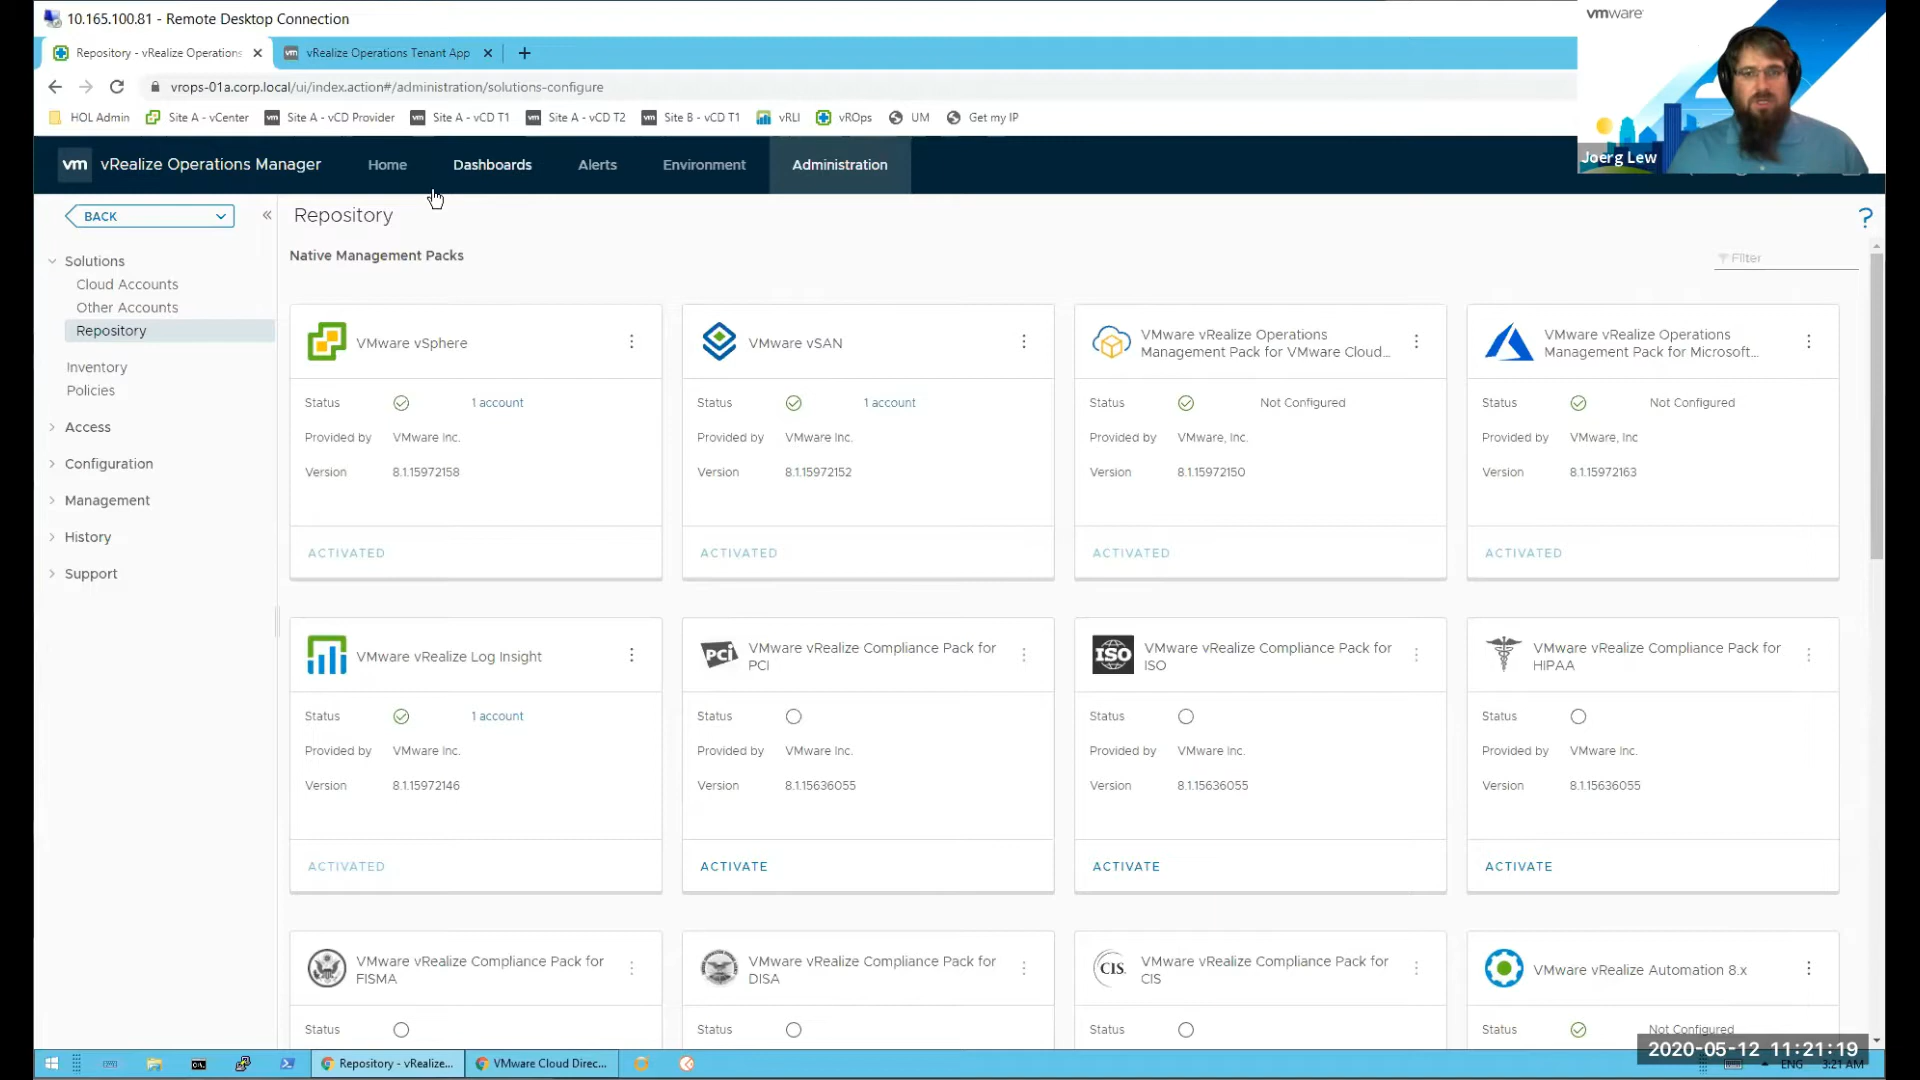 10.165.100.81 - Remote Desktop Connection
vmware
Repository - vRealize Operations
vRealize Operations Tenant App
vrops-01a.corp.local/ui/index.action#/administration/solutions-configure
HOL Admin
Site A - vCenter
Site A - vCD Provider
Site A - vCD T1
Site A - vCD T2
Site B - vCD T1
vRLI
vROps
UM
Get my IP
Joerg Lew
vm vRealize Operations Manager
Home
Dashboards
Alerts
Environment
Administration
BACK
Repository
?
Native Management Packs
Filter
Solutions
Cloud Accounts
Other Accounts
Repository
Inventory
Policies
Access
Configuration
Management
History
Support
VMware vSphere
Status 1 account
Provided by VMware Inc.
Version 8.1.15972158
ACTIVATED
VMware vSAN
Status 1 account
Provided by VMware Inc.
Version 8.1.15972152
ACTIVATED
VMware vRealize Operations
Management Pack for VMware Cloud...
Status Not Configured
Provided by VMware, Inc.
Version 8.1.15972150
ACTIVATED
VMware vRealize Operations
Management Pack for Microsoft...
Status Not Configured
Provided by VMware, Inc
Version 8.1.15972163
ACTIVATED
VMware vRealize Log Insight
Status 1 account
Provided by VMware Inc.
Version 8.1.15972146
ACTIVATED
PCI
VMware vRealize Compliance Pack for
PCI
Status
Provided by VMware Inc.
Version 8.1.15636055
ACTIVATE
ISO
VMware vRealize Compliance Pack for
ISO
Status
Provided by VMware Inc.
Version 8.1.15636055
ACTIVATE
VMware vRealize Compliance Pack for
HIPAA
Status
Provided by VMware Inc.
Version 8.1.15636055
ACTIVATE
VMware vRealize Compliance Pack for
FISMA
Status
VMware vRealize Compliance Pack for
DISA
Status
CIS.
VMware vRealize Compliance Pack for
CIS
Status
VMware vRealize Automation 8.x
Status Not Configured
2020-05-12 11:21:19
Repository - vRealize...
VMware Cloud Direc...
ENG
3:21 AM